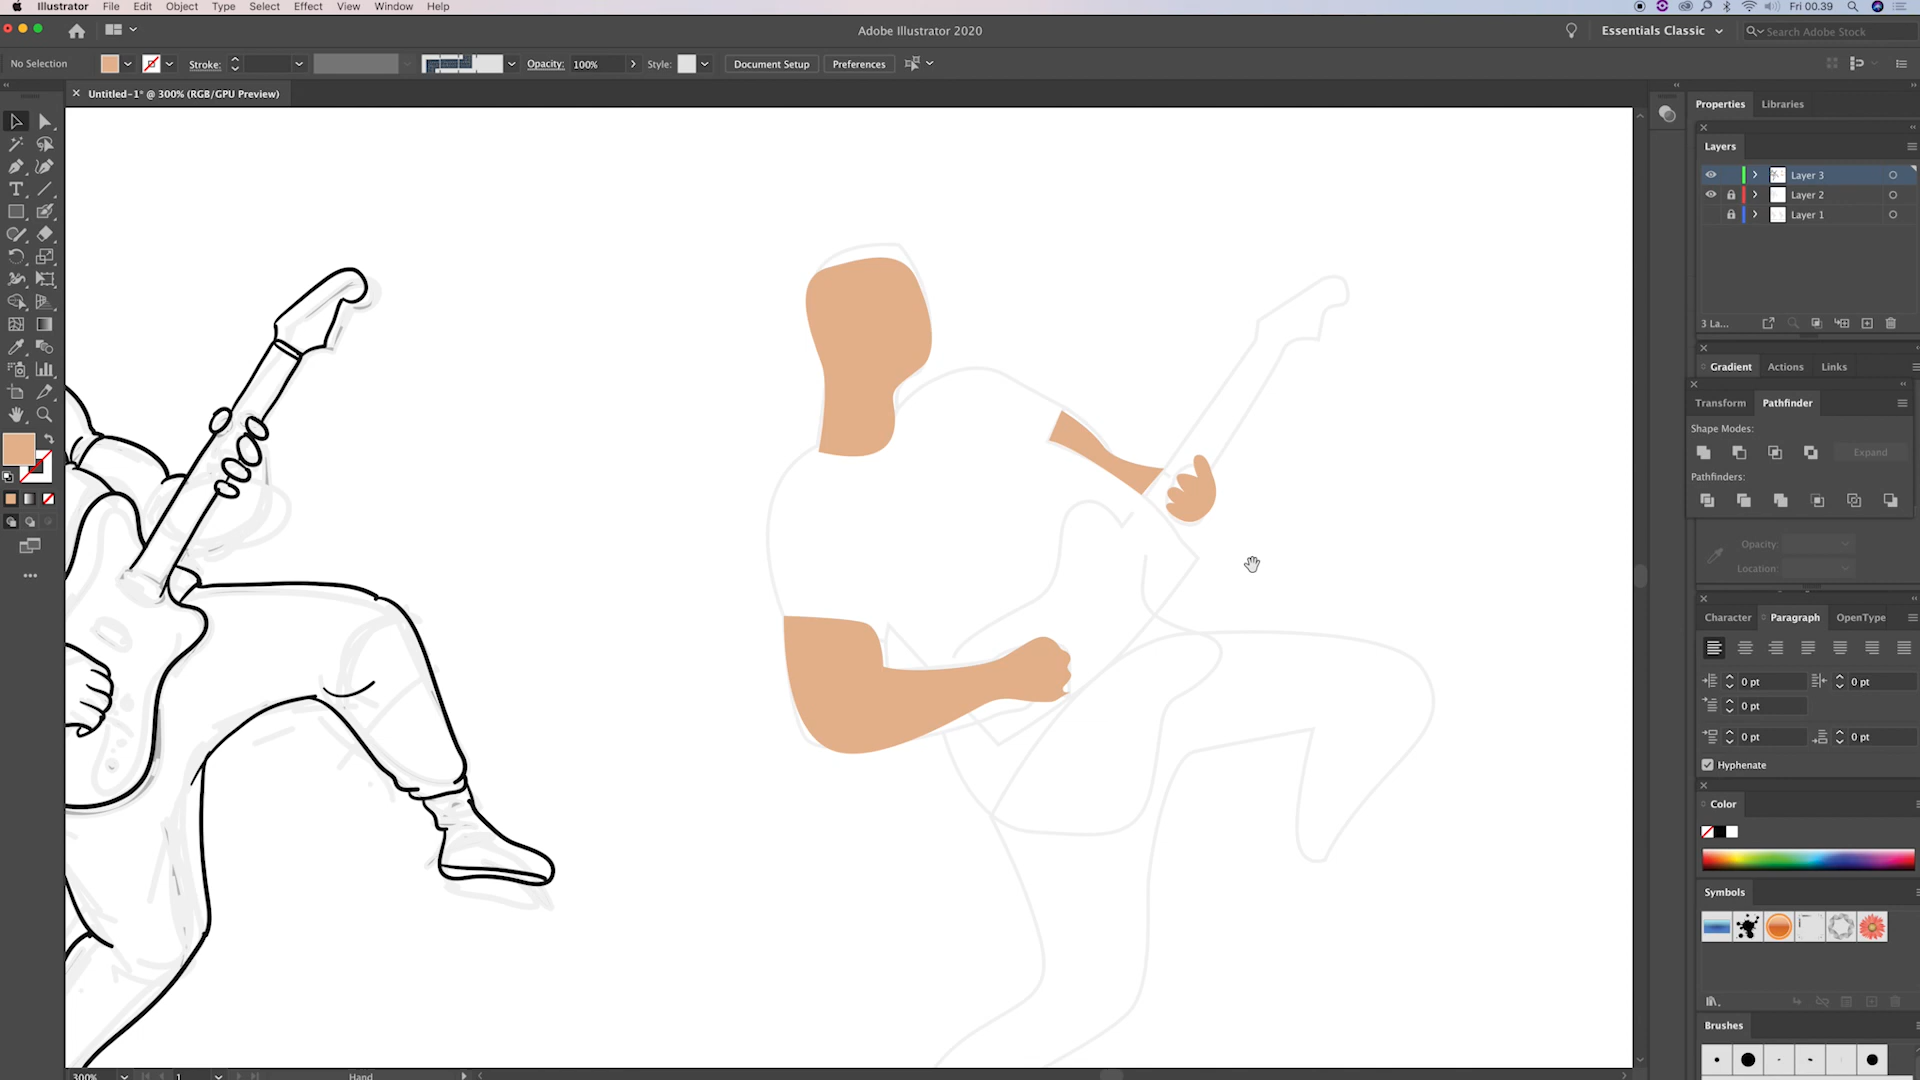 Illustrator File Edit Object Type Select Effect View Window Help Fri 00.39
Adobe Illustrator 2020 Essentials Classic Search Adobe Stock
No Selection Stroke: Opacity: 100% Style: Document Setup Preferences
Untitled-1* @ 300% (RGB/GPU Preview)
Properties Libraries
Layers
Layer 3
Layer 2
Layer 1
3 La...
Gradient Actions Links
Transform Pathfinder
Shape Modes:
Expand
Pathfinders:
Opacity:
Location:
Character Paragraph OpenType
0 pt 0 pt
0 pt
0 pt 0 pt
Hyphenate
Color
Symbols
Brushes
300% 1 Hand